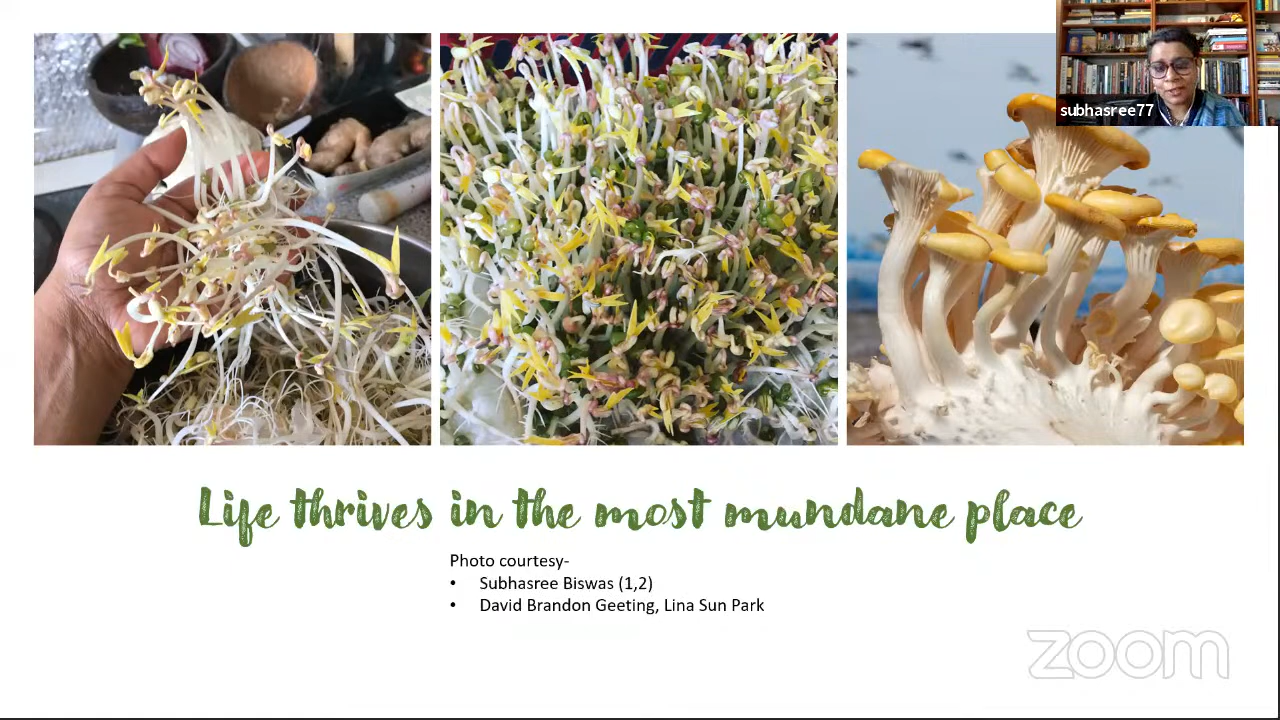 subhasree77
Life thrives in the most mundane place
Photo courtesy-
• Subhasree Biswas (1,2)
• David Brandon Geeting, Lina Sun Park
zoom